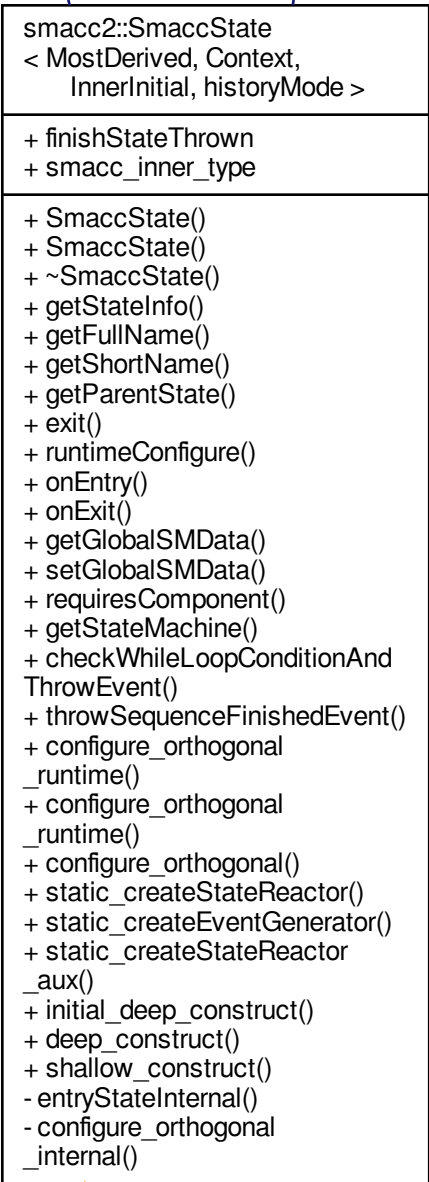 smacc2::SmaccState
< MostDerived, Context,
InnerInitial, historyMode >
+ finishStateThrown
+ smacc_inner_type
+ SmaccState()
+ SmaccState()
+ ~SmaccState()
+ getStateInfo()
+ getFullName()
+ getShortName()
+ getParentState()
+ exit()
+ runtimeConfigure()
+ onEntry()
+ onExit()
+ getGlobalSMData()
+ setGlobalSMData()
+ requiresComponent()
+ getStateMachine()
+ checkWhileLoopConditionAnd
ThrowEvent()
+ throwSequenceFinishedEvent()
+ configure_orthogonal
_runtime()
+ configure_orthogonal
_runtime()
+ configure_orthogonal()
+ static_createStateReactor()
+ static_createEventGenerator()
+ static_createStateReactor
_aux()
+ initial_deep_construct()
+ deep_construct()
+ shallow_construct()
- entryStateInternal()
- configure_orthogonal
_internal()